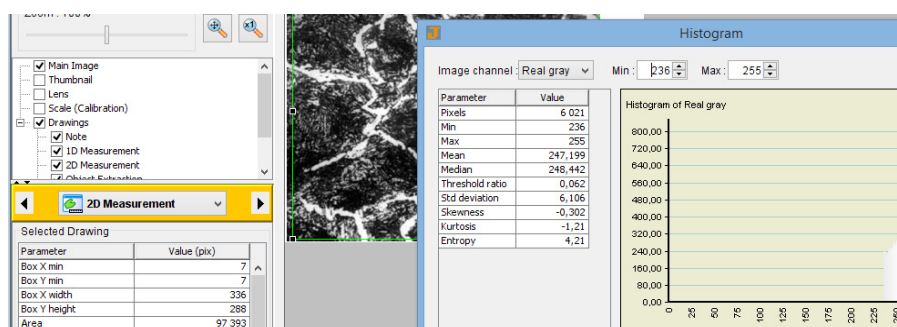 Zoom : 100%
x1
Main Image
Thumbnail
Lens
Scale (Calibration)
Drawings
Note
1D Measurement
2D Measurement
Object Extraction
2D Measurement
Selected Drawing
Parameter Value (pix)
Box X min 7
Box Y min 7
Box X width 336
Box Y height 288
Area 97 393
Histogram
Image channel : Real gray Min : 236 Max : 255
Parameter Value
Pixels 6 021
Min 236
Max 255
Mean 247,199
Median 248,442
Threshold ratio 0,062
Std deviation 6,106
Skewness -0,302
Kurtosis -1,21
Entropy 4,21
Histogram of Real gray
800,00
720,00
640,00
560,00
480,00
400,00
320,00
240,00
160,00
80,00
0,00
0 25 50 75 100 125 150 175 200 225 250